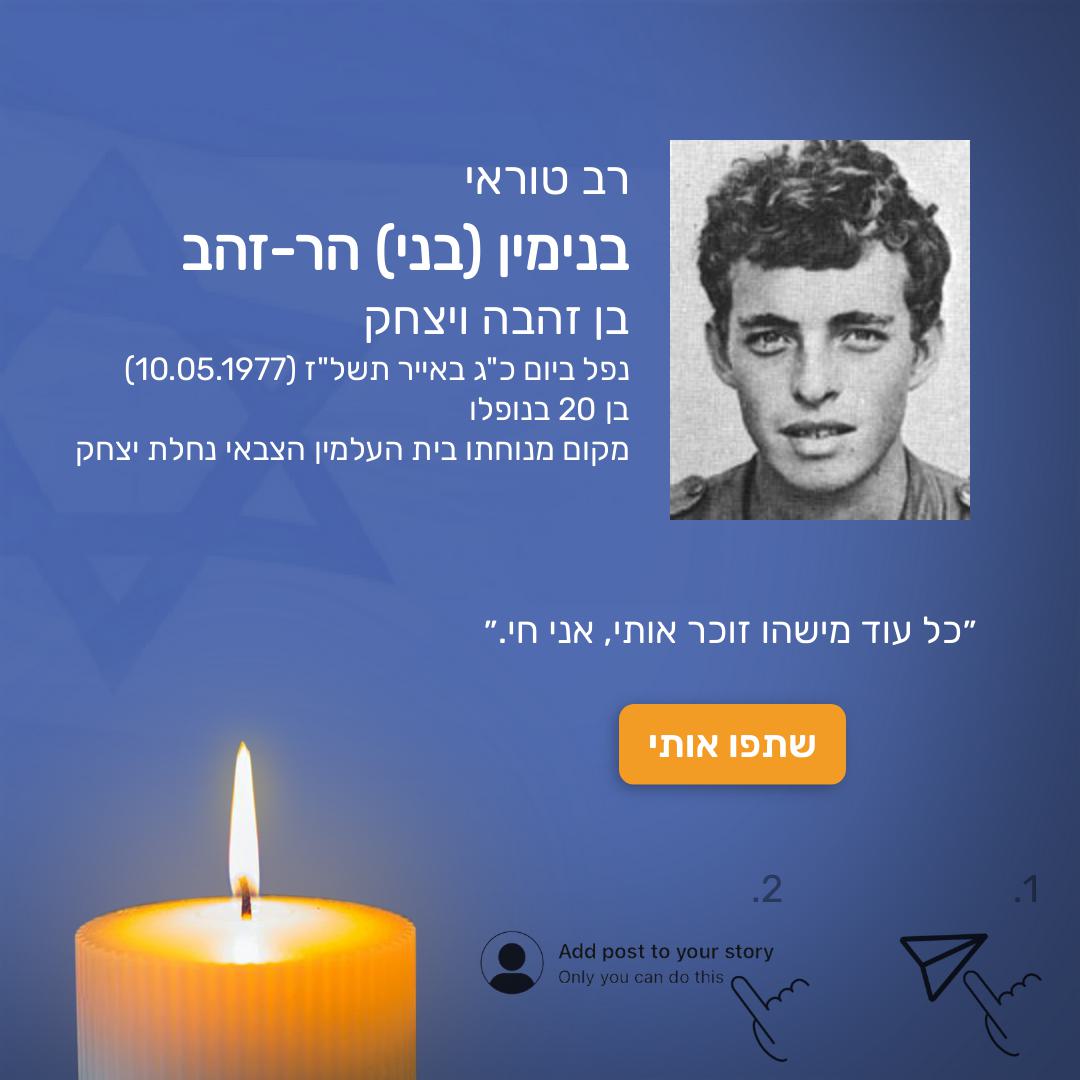 רב טוראי
בנימין (בני) הר-זהב
בן זהבה ויצחק
נפל ביום כ"ג באייר תשל"ז (10.05.1977)
בן 20 בנופלו
מקום מנוחתו בית העלמין הצבאי נחלת יצחק
״כל עוד מישהו זוכר אותי, אני חי.״
שתפו אותי
1.
2.
Add post to your story
Only you can do this